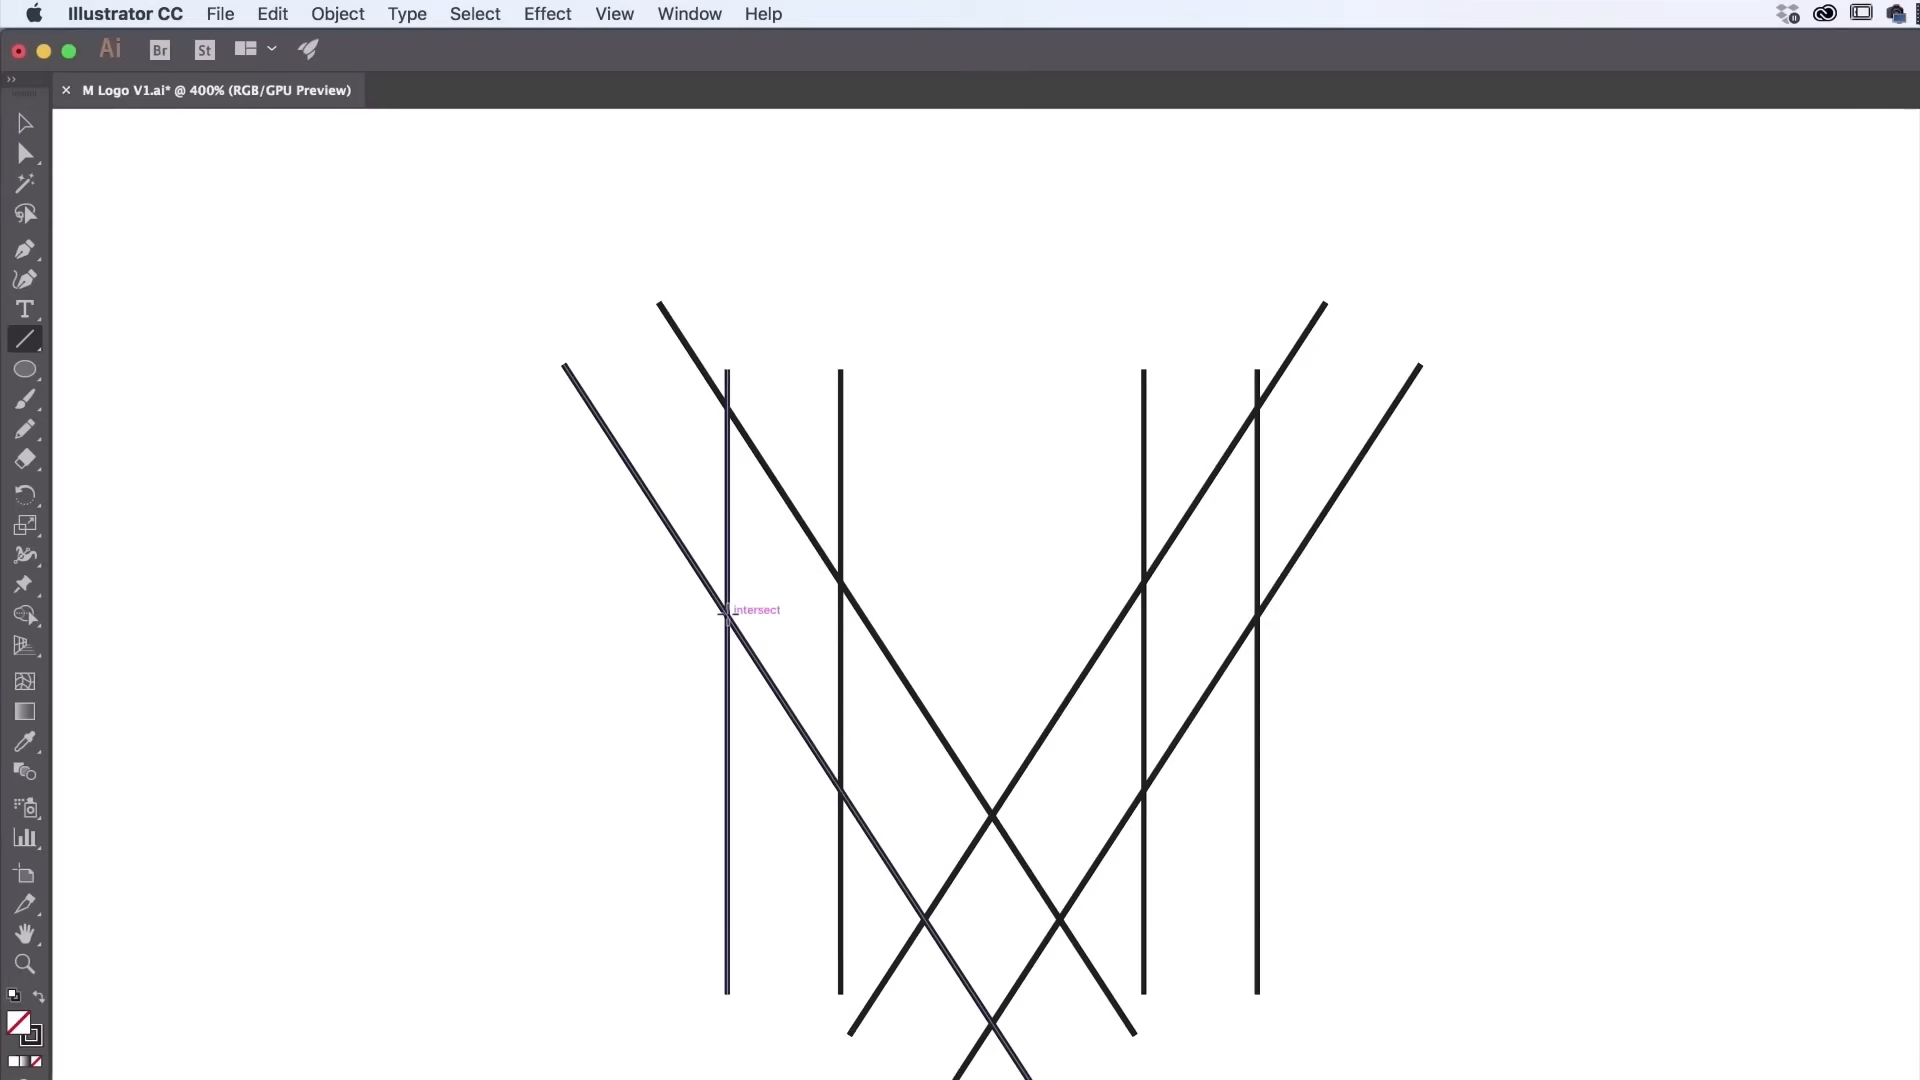 Illustrator CC File Edit Object Type Select Effect View Window Help
Ai Br St
M Logo V1.ai* @ 400% (RGB/GPU Preview)
intersect